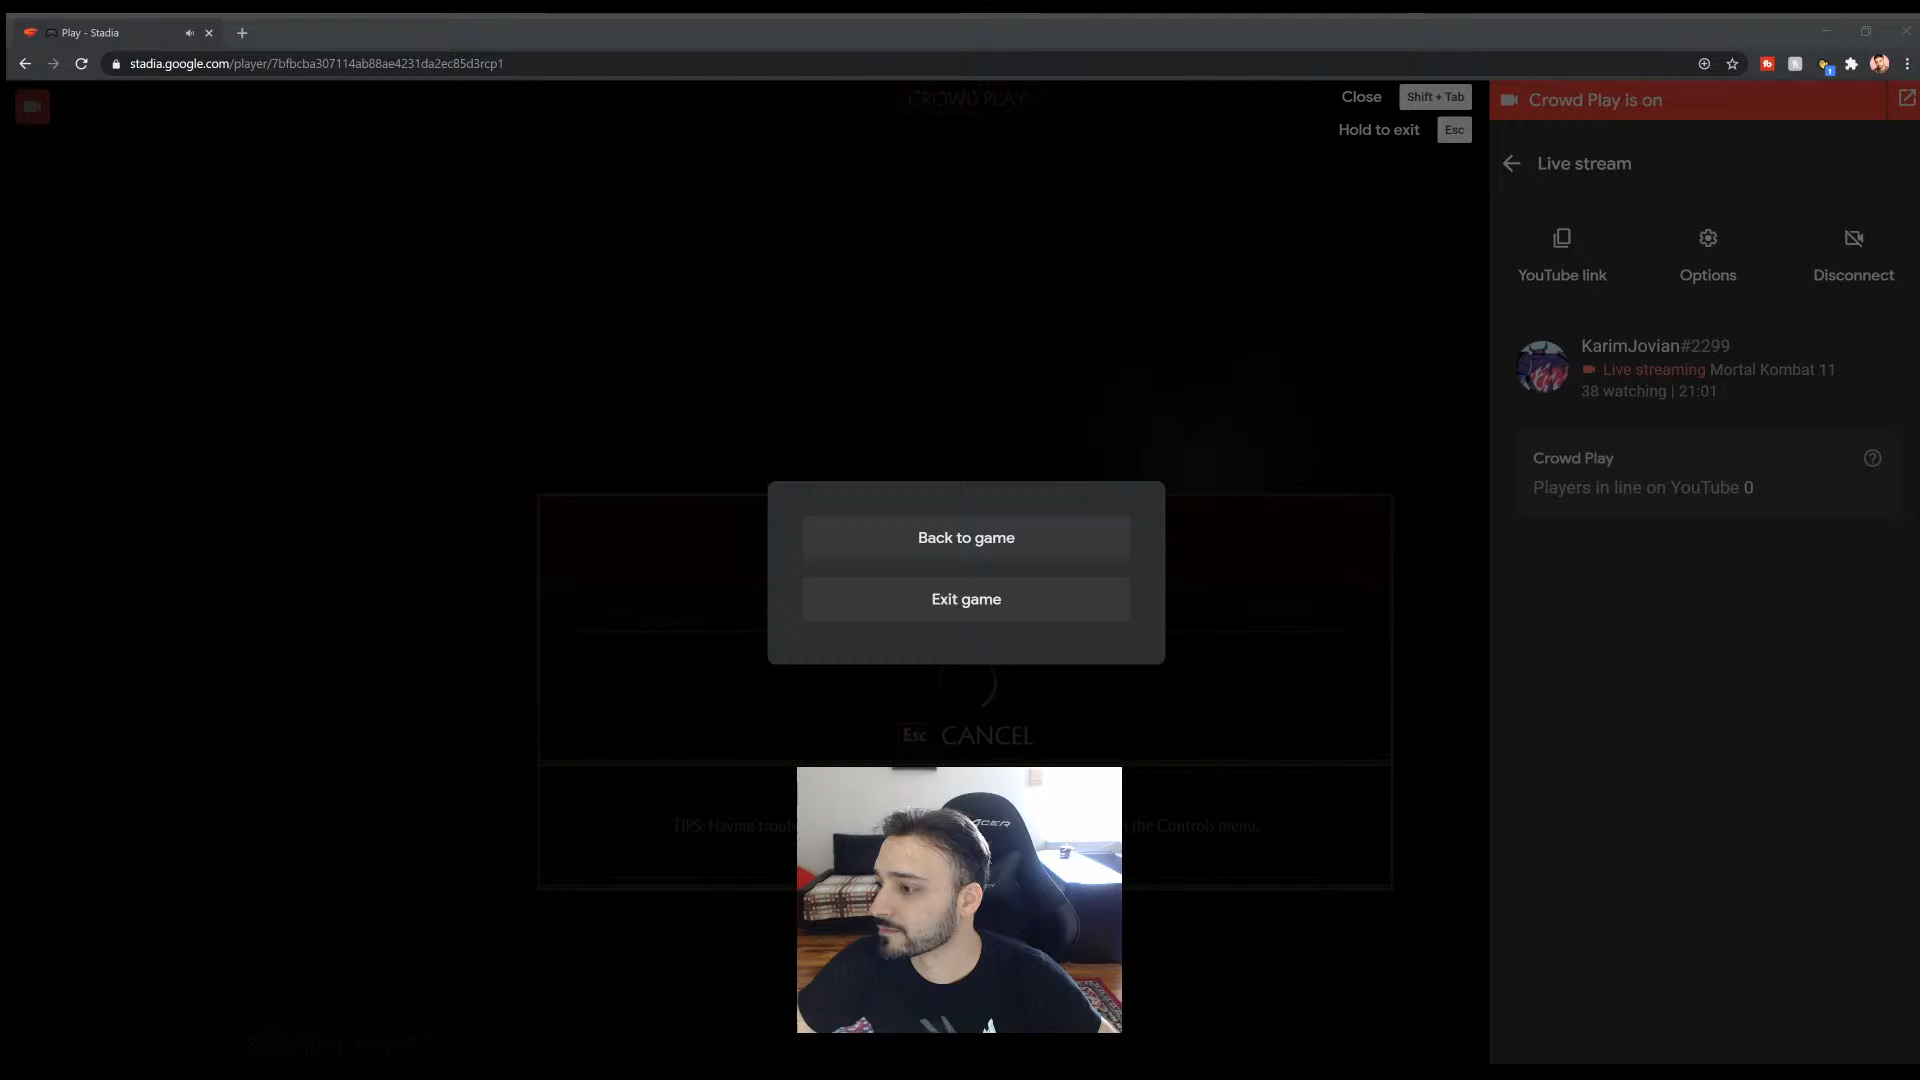 Play - Stadia
stadia.google.com/player/7bfbcba307114ab88ae4231da2ec85d3rcp1
CROWD PLAY
Close Shift + Tab
Hold to exit Esc
Crowd Play is on
Live stream
YouTube link
Options
Disconnect
KarimJovian#2299
Live streaming Mortal Kombat 11
38 watching | 21:01
Crowd Play
Players in line on YouTube 0
Back to game
Exit game
Esc CANCEL
TIPS: Having the Controls menu.